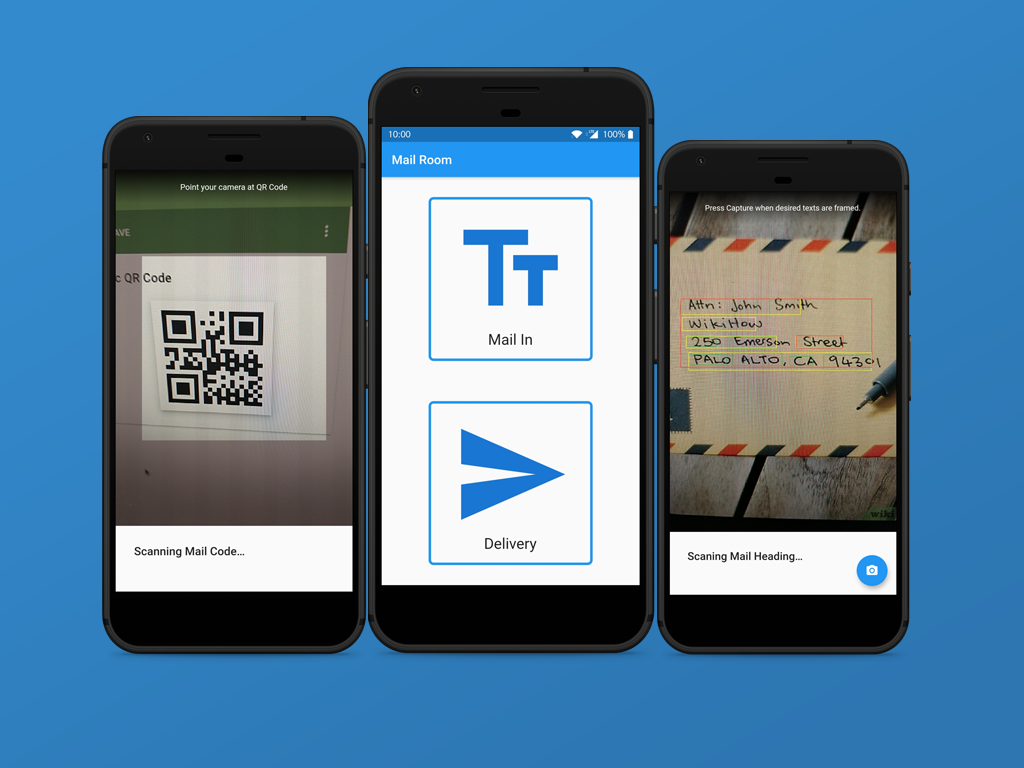 Point your camera at QR Code
AVE
c QR Code
Scanning Mail Code...
10:00
100%
Mail Room
Mail In
Delivery
Press Capture when desired texts are framed.
Attn: John Smith
WikiHow
250 Emerson Street
PALO ALTO, CA 94301
wiki
Scaning Mail Heading...